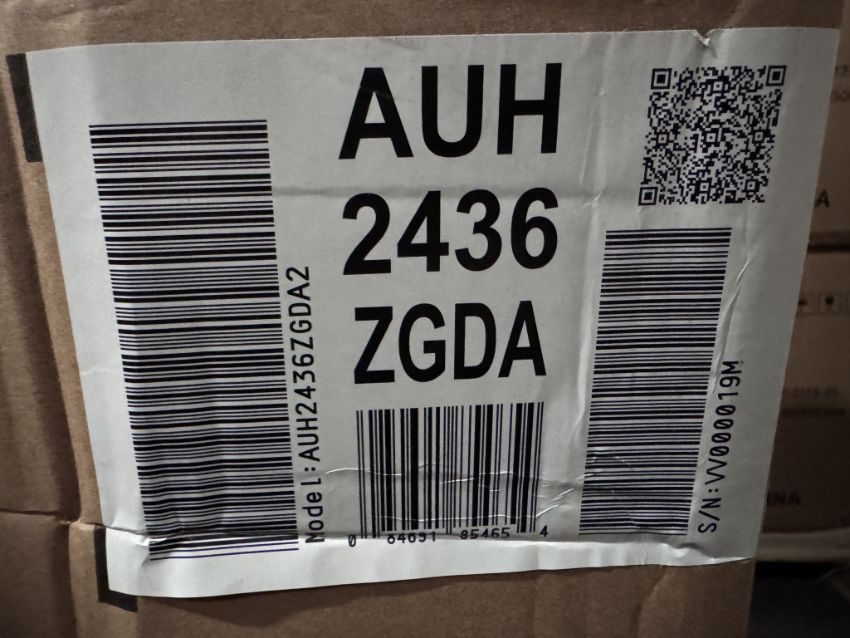 AUH
2436
ZGDA
Model:AUH2436ZGDA2
0 84691 85465 4
S/N:VV000019M